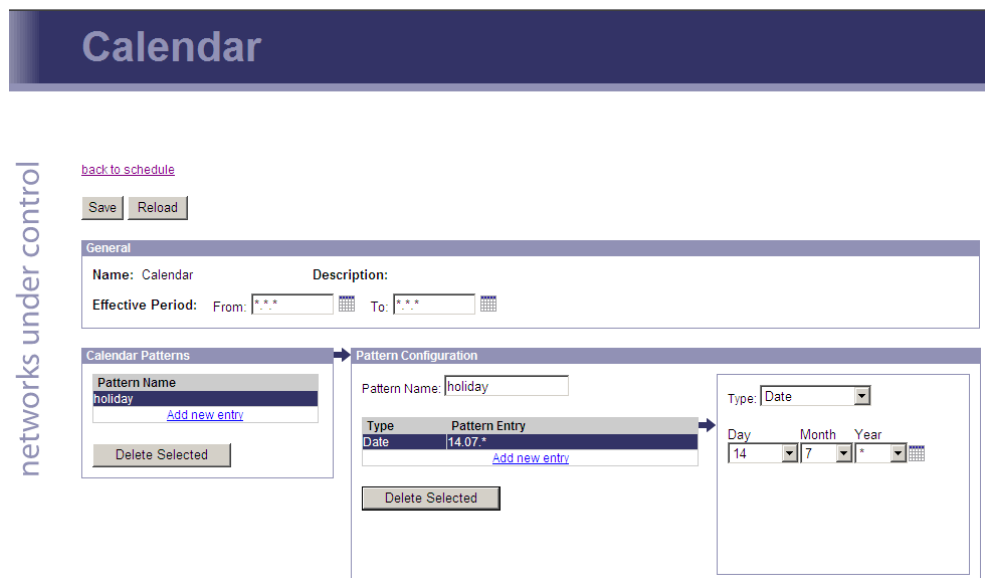 Calendar
networks under control
back to schedule
Save Reload
General
Name: Calendar Description:
Effective Period: From: *.*.* To: *.*.*
Calendar Patterns
Pattern Name
holiday
Add new entry
Delete Selected
Pattern Configuration
Pattern Name: holiday
Type Pattern Entry
Date 14.07.*
Add new entry
Delete Selected
Type: Date
Day Month Year
14 7 *